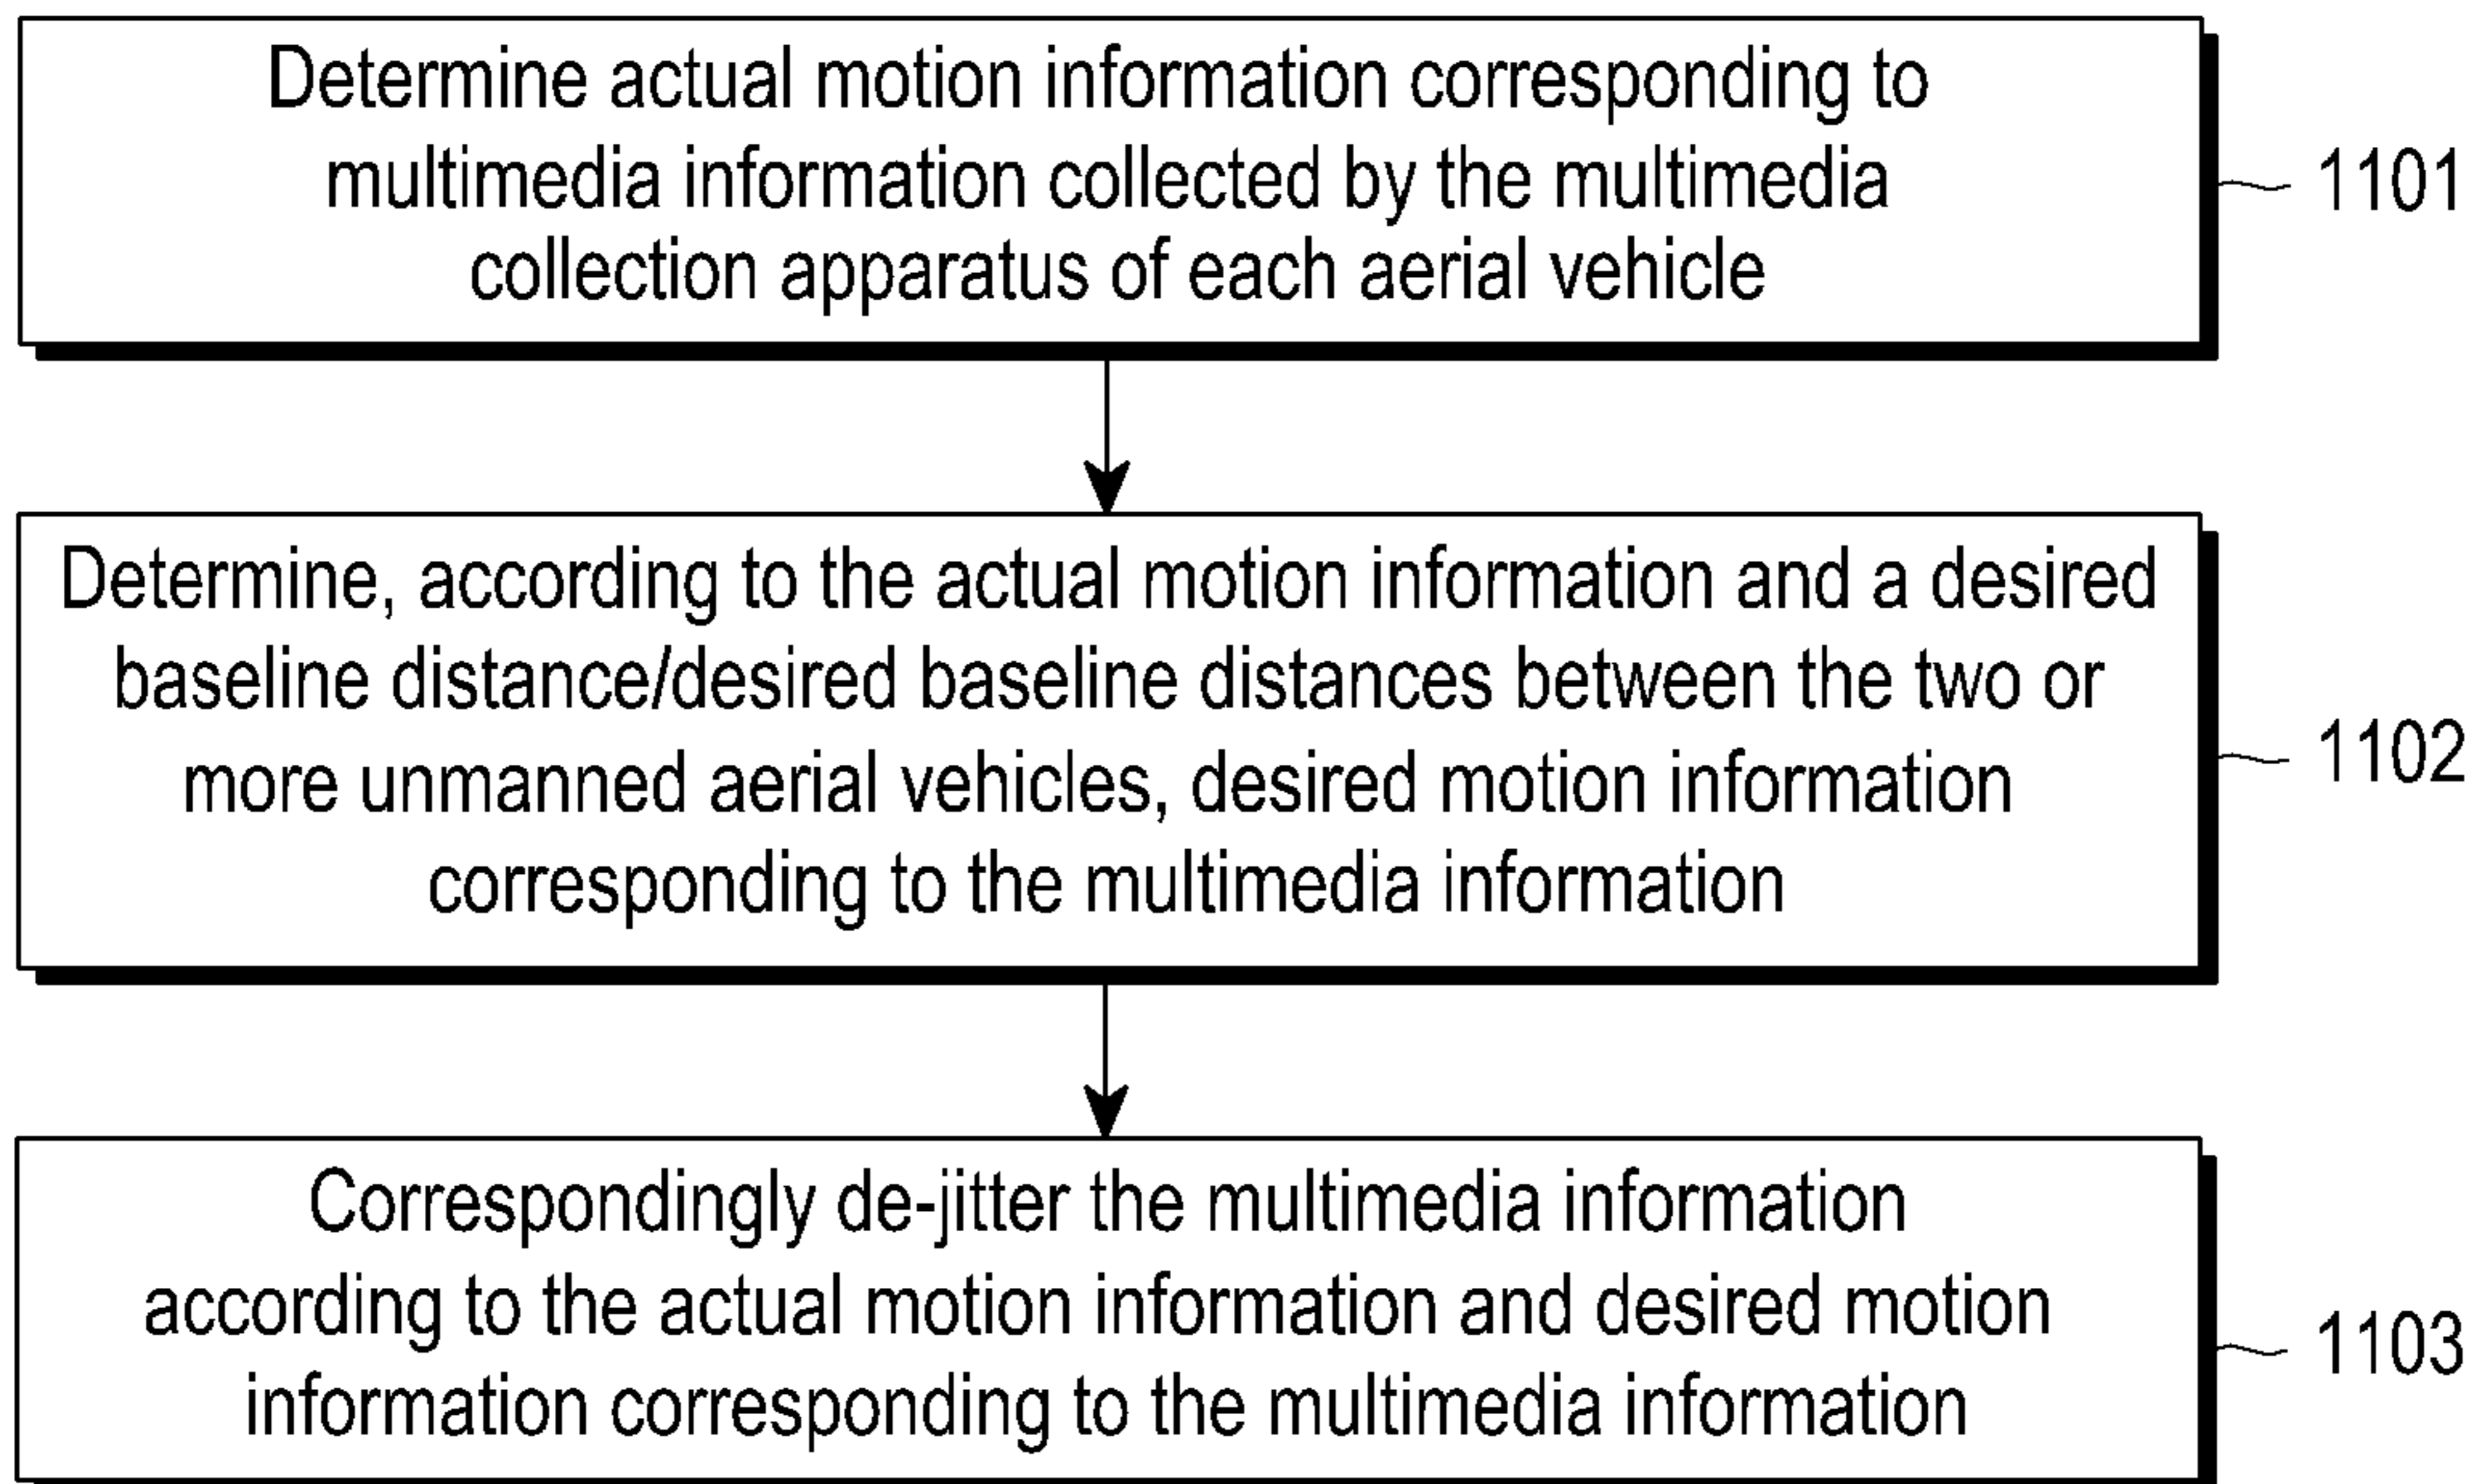 Determine actual motion information corresponding to
multimedia information collected by the multimedia
collection apparatus of each aerial vehicle
1101
Determine, according to the actual motion information and a desired
baseline distance/desired baseline distances between the two or
more unmanned aerial vehicles, desired motion information
corresponding to the multimedia information
1102
Correspondingly de-jitter the multimedia information
according to the actual motion information and desired motion
information corresponding to the multimedia information
1103